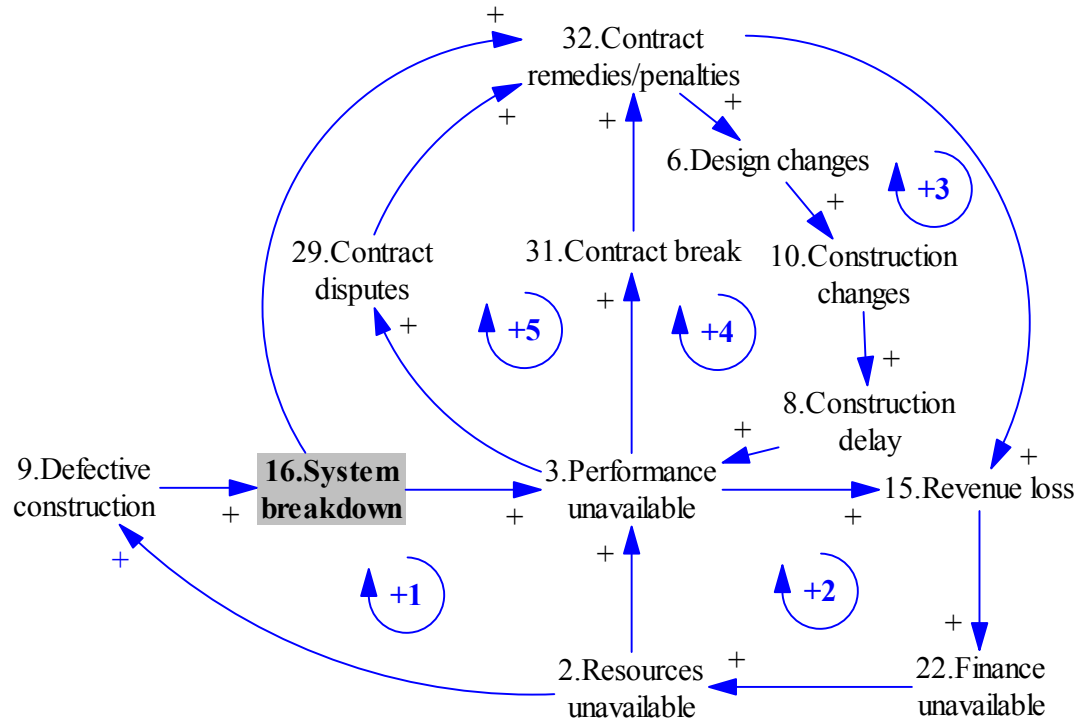 +
32.Contract
remedies/penalties
+
+
+
6.Design changes
+3
+
29.Contract
disputes
31.Contract break
10.Construction
changes
+
+
+5
+4
+
8.Construction
delay
+
+
9.Defective
construction
16.System
breakdown
3.Performance
unavailable
15.Revenue loss
+
+
+
+
+
+1
+2
+
+
2.Resources
unavailable
22.Finance
unavailable